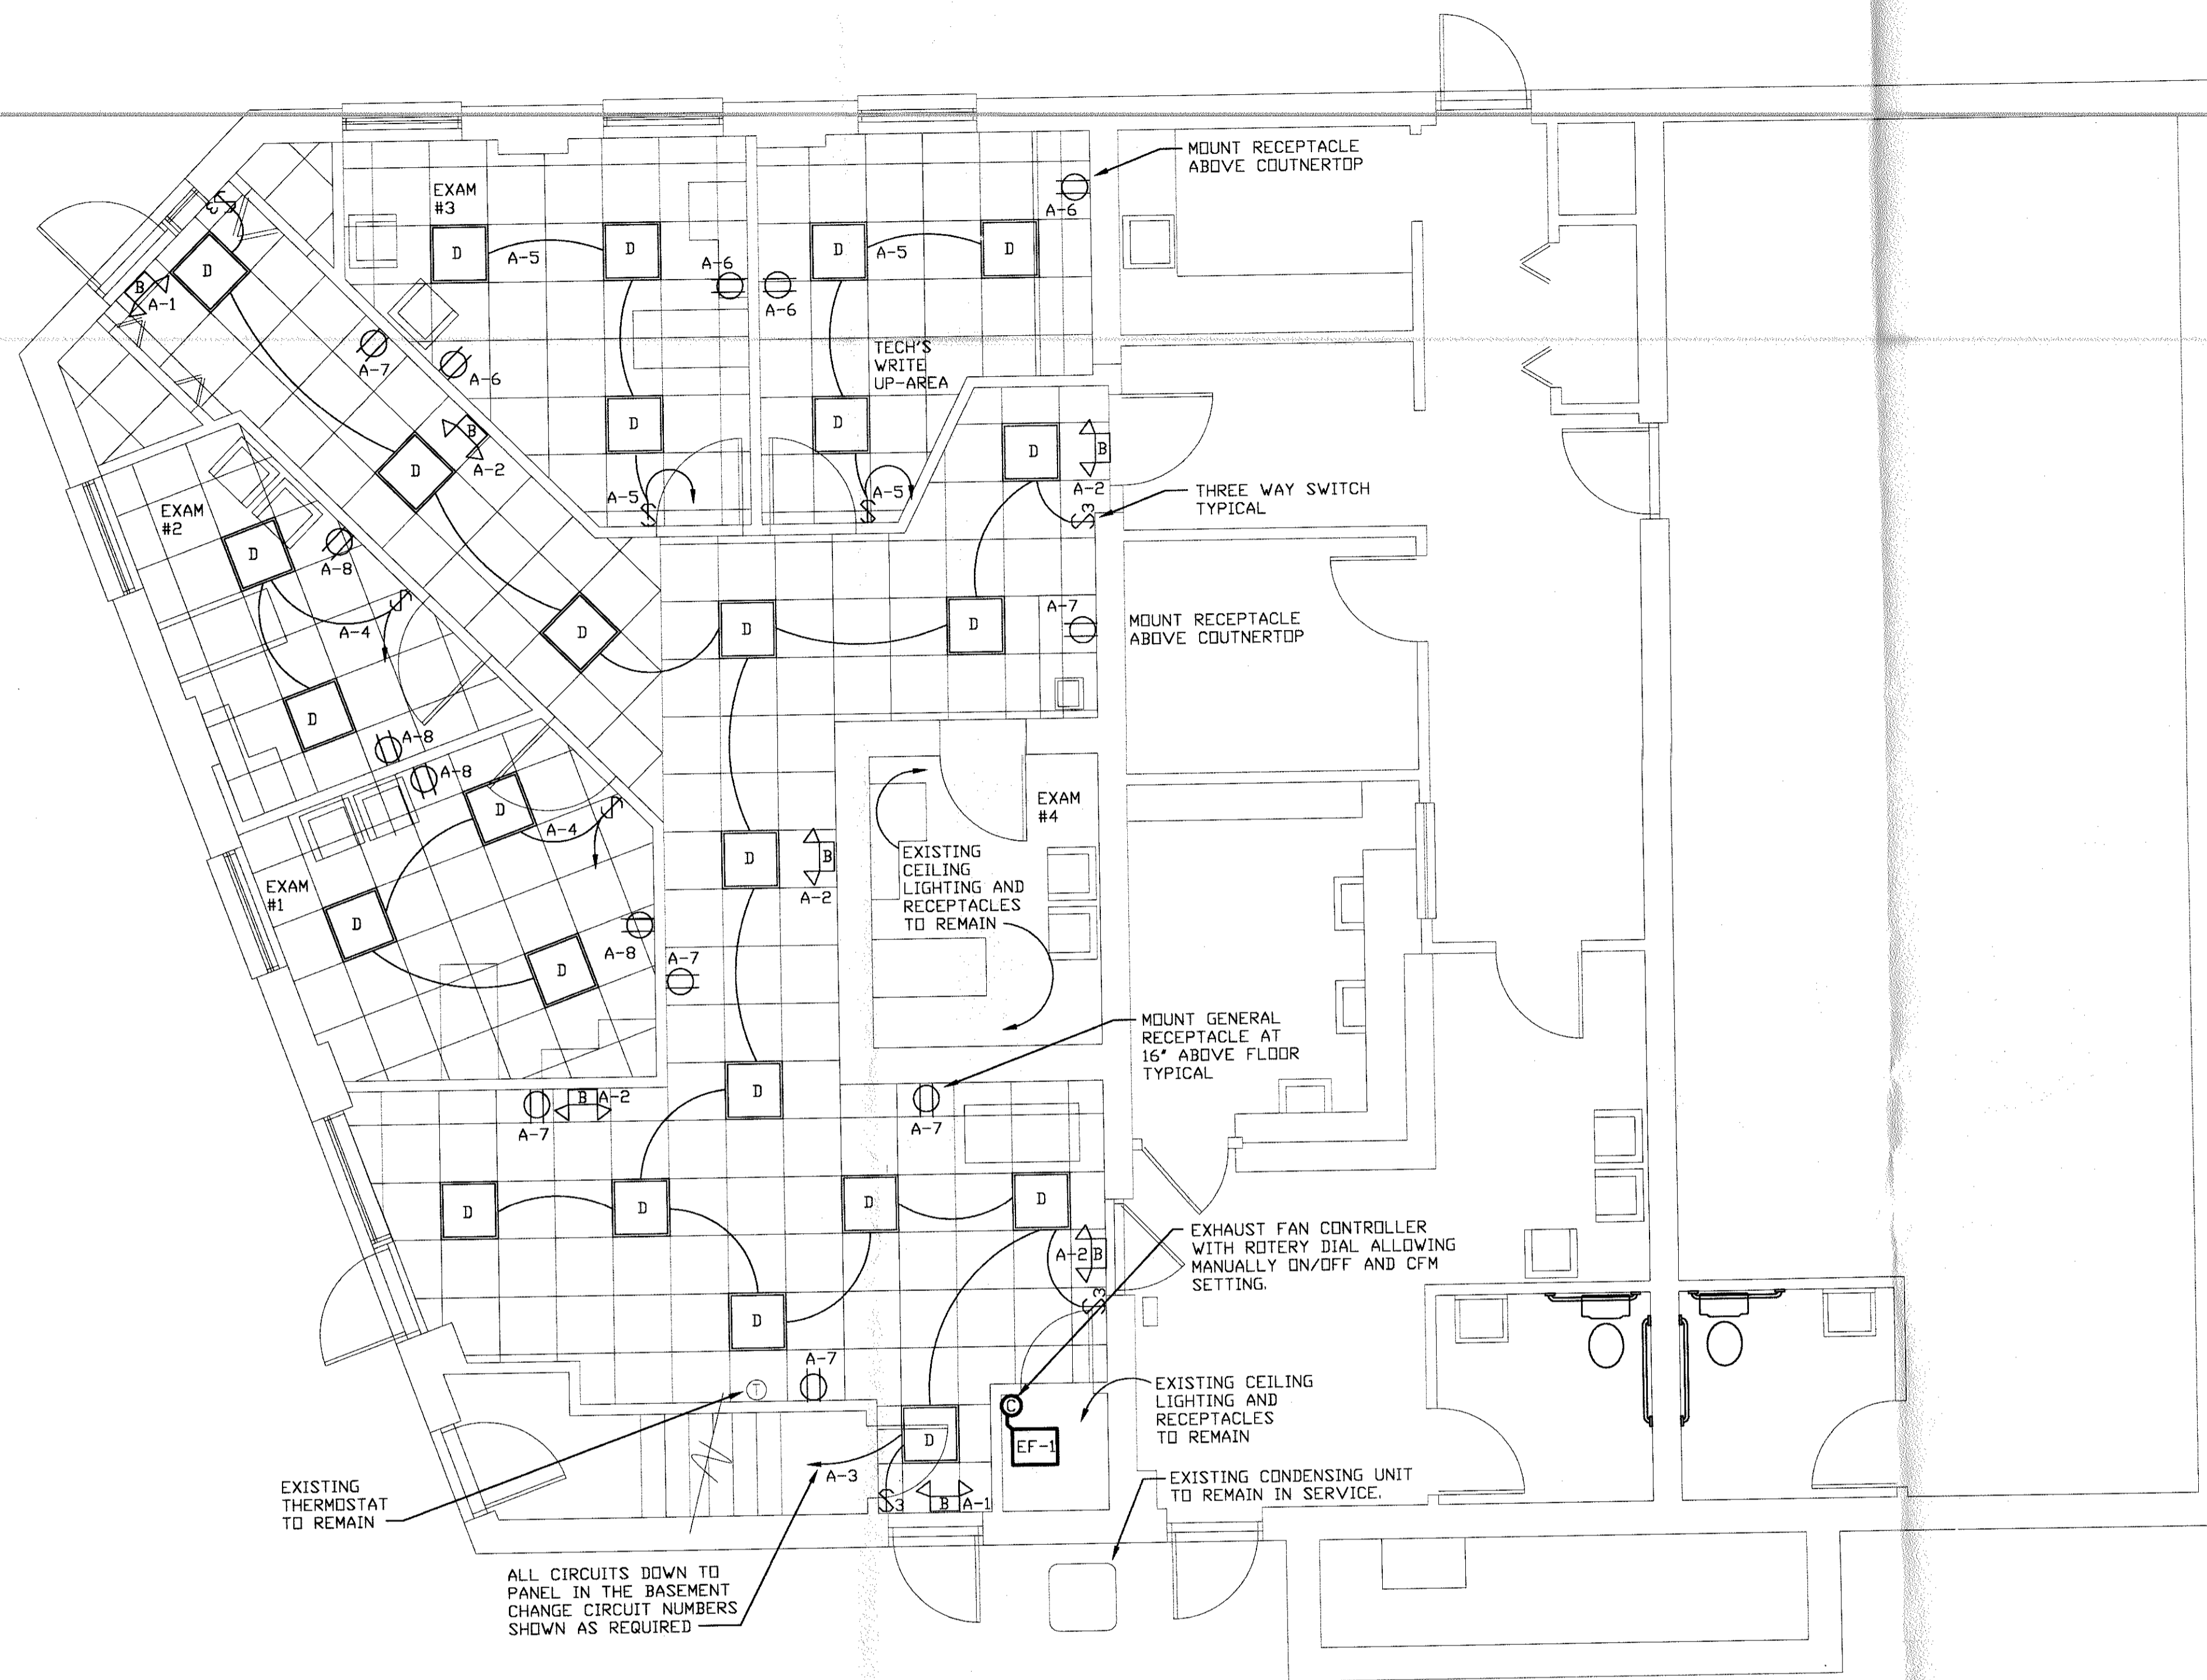 MOUNT RECEPTACLE
ABOVE COUTNERTOP
EXAM
#3
A-6
D
D
D
D
A-5
A-5
A-6
A-6
D
B
A-1
A-7
A-6
TECH'S
WRITE
UP-AREA
D
D
D
B
A-2
D
B
A-2
A-5
A-5
3
3
THREE WAY SWITCH
TYPICAL
EXAM
#2
D
A-8
A-4
D
D
D
A-7
MOUNT RECEPTACLE
ABOVE COUTNERTOP
D
A-8
A-8
D
A-4
EXAM
#4
D
B
A-2
EXISTING
CEILING
LIGHTING AND
RECEPTACLES
TO REMAIN
EXAM
#1
D
D
A-8
A-7
MOUNT GENERAL
RECEPTACLE AT
16" ABOVE FLOOR
TYPICAL
D
B
A-2
A-7
A-7
D
D
D
D
EXHAUST FAN CONTROLLER
WITH ROTERY DIAL ALLOWING
MANUALLY ON/OFF AND CFM
SETTING.
A-2
B
3
D
A-7
T
C
EXISTING CEILING
LIGHTING AND
RECEPTACLES
TO REMAIN
D
EF-1
A-3
EXISTING
THERMOSTAT
TO REMAIN
3
B
A-1
EXISTING CONDENSING UNIT
TO REMAIN IN SERVICE.
ALL CIRCUITS DOWN TO
PANEL IN THE BASEMENT
CHANGE CIRCUIT NUMBERS
SHOWN AS REQUIRED